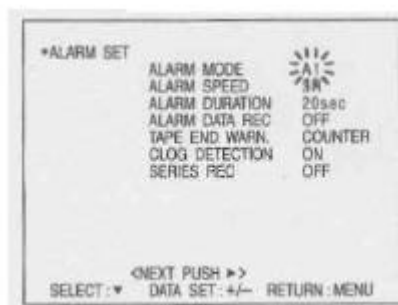 *ALARM SET
ALARM MODE A1
ALARM SPEED
ALARM DURATION 20sec
ALARM DATA REC OFF
TAPE END WARN. COUNTER
CLOG DETECTION ON
SERIES REC OFF
<NEXT PUSH ►>
SELECT:▼ DATA SET:+/− RETURN:MENU